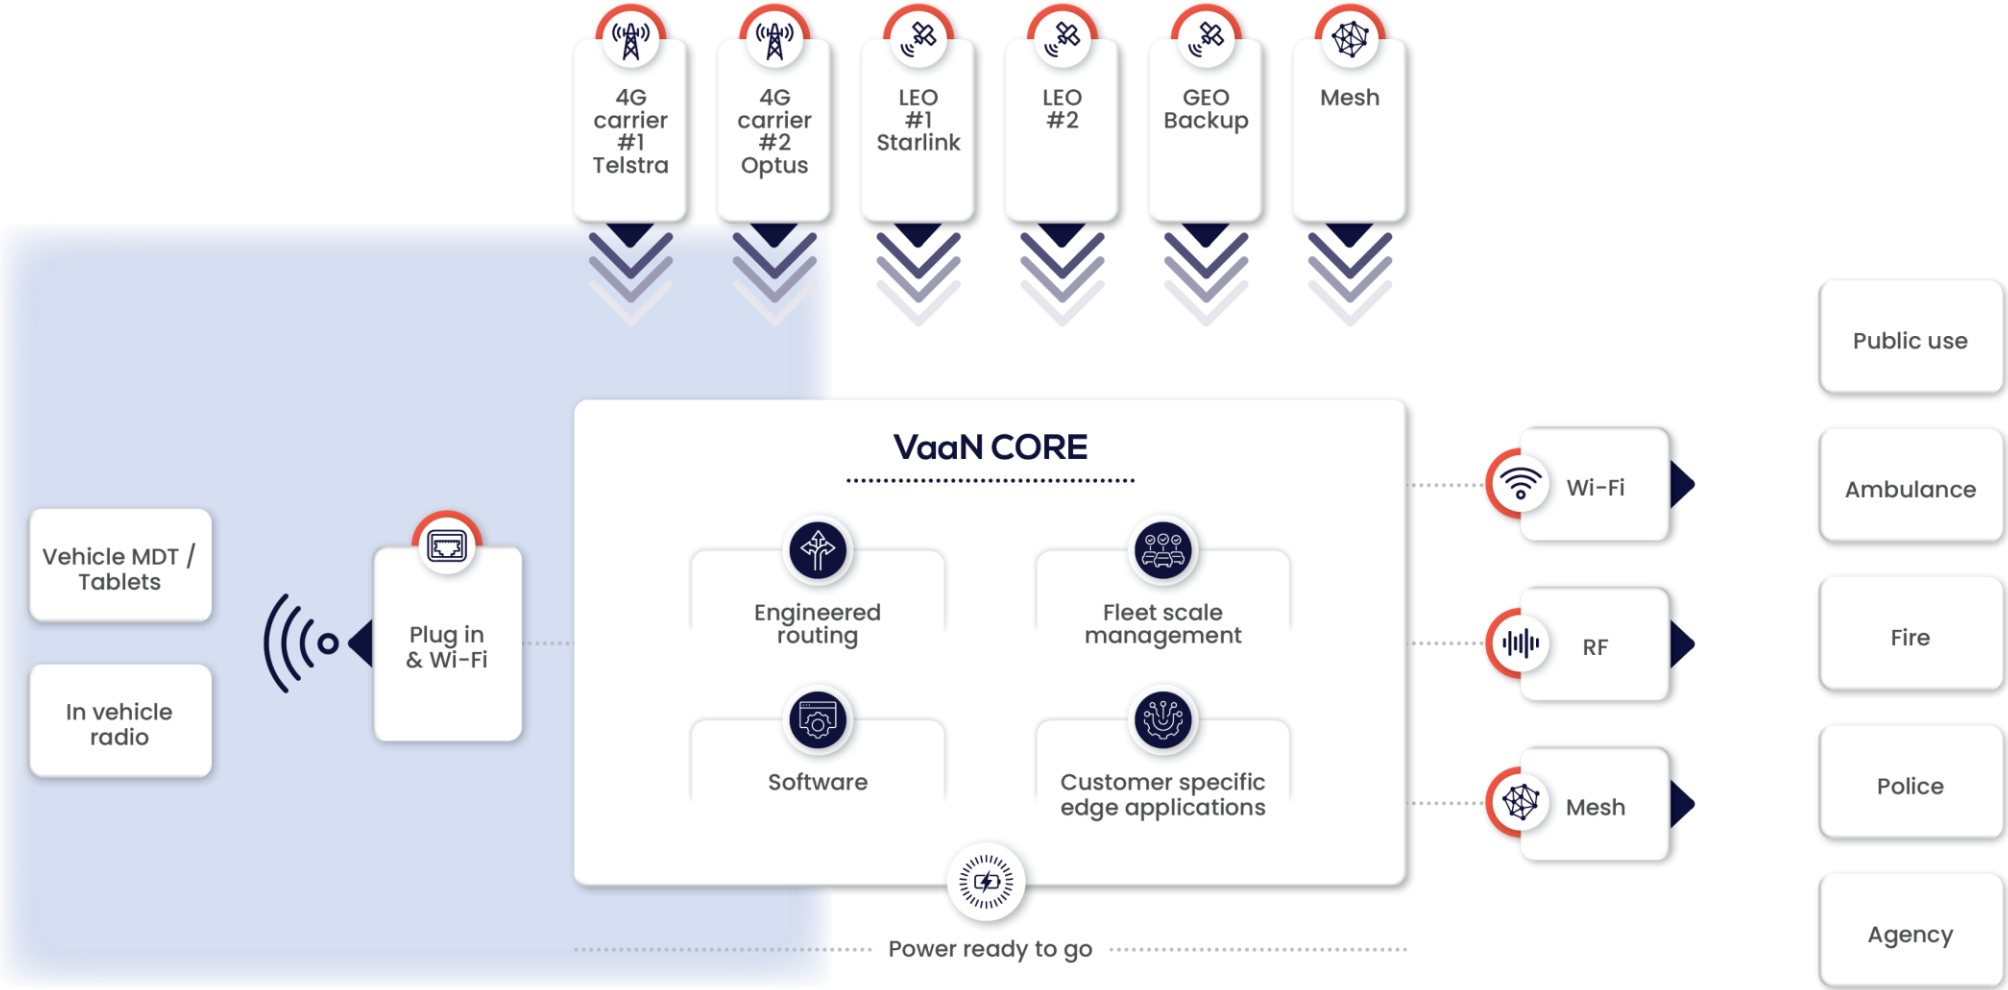 4G
carrier
#1
Telstra
4G
carrier
#2
Optus
LEO
#1
Starlink
LEO
#2
GEO
Backup
Mesh
Vehicle MDT /
Tablets
In vehicle
radio
Plug in
& Wi-Fi
VaaN CORE
Engineered
routing
Fleet scale
management
Software
Customer specific
edge applications
Power ready to go
Wi-Fi
RF
Mesh
Public use
Ambulance
Fire
Police
Agency